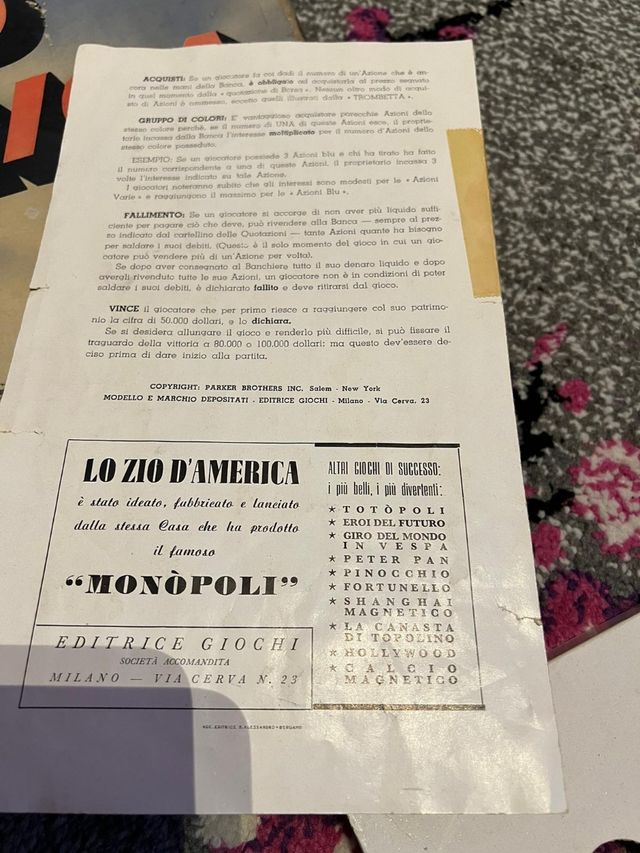 ACQUISTI: Se un giocatore fa coi dadi il numero di un'Azione che è an-
cora nelle mani della Banca, è obbligato ad acquistarla al prezzo segnato
in quel momento dalla « quotazione di Borsa ». Nessun altro modo di acqui-
sto di Azioni è ammesso, eccetto quelli illustrati dalla « TROMBETTA ».
GRUPPO DI COLORI: E' vantaggioso acquistare parecchie Azioni dello
stesso colore perchè, se il numero di UNA di queste Azioni esce, il proprie-
tario incassa dalla Banca l'interesse moltiplicato per il numero d'Azioni dello
stesso colore posseduto.
ESEMPIO: Se un giocatore possiede 3 Azioni blu e chi ha tirato ha fatto
il numero corrispondente a una di queste Azioni, il proprietario incassa 3
volte l'interesse indicato su tale Azione.
I giocatori noteranno subito che gli interessi sono modesti per le « Azioni
Varie » e raggiungono il massimo per le « Azioni Blu ».
FALLIMENTO: Se un giocatore si accorge di non aver più liquido suffi-
ciente per pagare ciò che deve, può rivendere alla Banca — sempre al prez-
zo indicato dal cartellino delle Quotazioni — tante Azioni quante ha bisogno
per saldare i suoi debiti. (Questo è il solo momento del gioco in cui un gio-
catore può vendere più di un'Azione per volta).
Se dopo aver consegnato al Banchiere tutto il suo denaro liquido e dopo
avergli rivenduto tutte le sue Azioni, un giocatore non è in condizioni di poter
saldare i suoi debiti, è dichiarato fallito e deve ritirarsi dal gioco.
VINCE il giocatore che per primo riesce a raggiungere col suo patrimo-
nio la cifra di 50.000 dollari, e lo dichiara.
Se si desidera allungare il gioco e renderlo più difficile, si può fissare il
traguardo della vittoria a 80.000 o 100.000 dollari: ma questo dev'essere de-
ciso prima di dare inizio alla partita.
COPYRIGHT: PARKER BROTHERS INC. Salem - New York
MODELLO E MARCHIO DEPOSITATI - EDITRICE GIOCHI - Milano - Via Cerva, 23
LO ZIO D'AMERICA
è stato ideato, fabbricato e lanciato
dalla stessa Casa che ha prodotto
il famoso
"MONÒPOLI"
EDITRICE GIOCHI
SOCIETÀ ACCOMANDITA
MILANO — VIA CERVA N. 23
ALTRI GIOCHI DI SUCCESSO:
i più belli, i più divertenti:
★ TOTÒPOLI
★ EROI DEL FUTURO
★ GIRO DEL MONDO
IN VESPA
★ PETER PAN
★ PINOCCHIO
★ FORTUNELLO
★ SHANGHAI
MAGNETICO
★ LA CANASTA
DI TOPOLINO
★ HOLLYWOOD
★ CALCIO
MAGNETICO